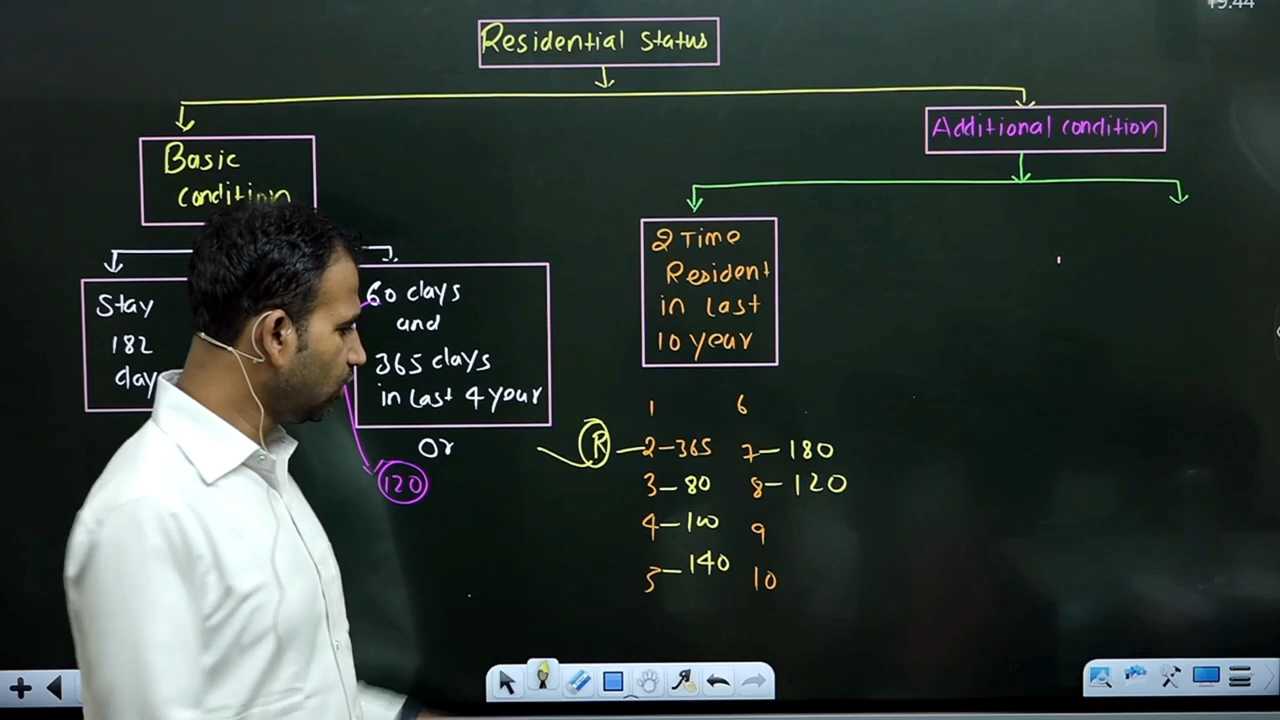 Residential Status
Basic
condition
Additional condition
Stay
182
day
60 days
and
365 days
in last 4 year
or
120
2 Time
Resident
in last
10 year
1 6
R 2-365 7-180
3-80 8-120
4-100 9
5-140 10